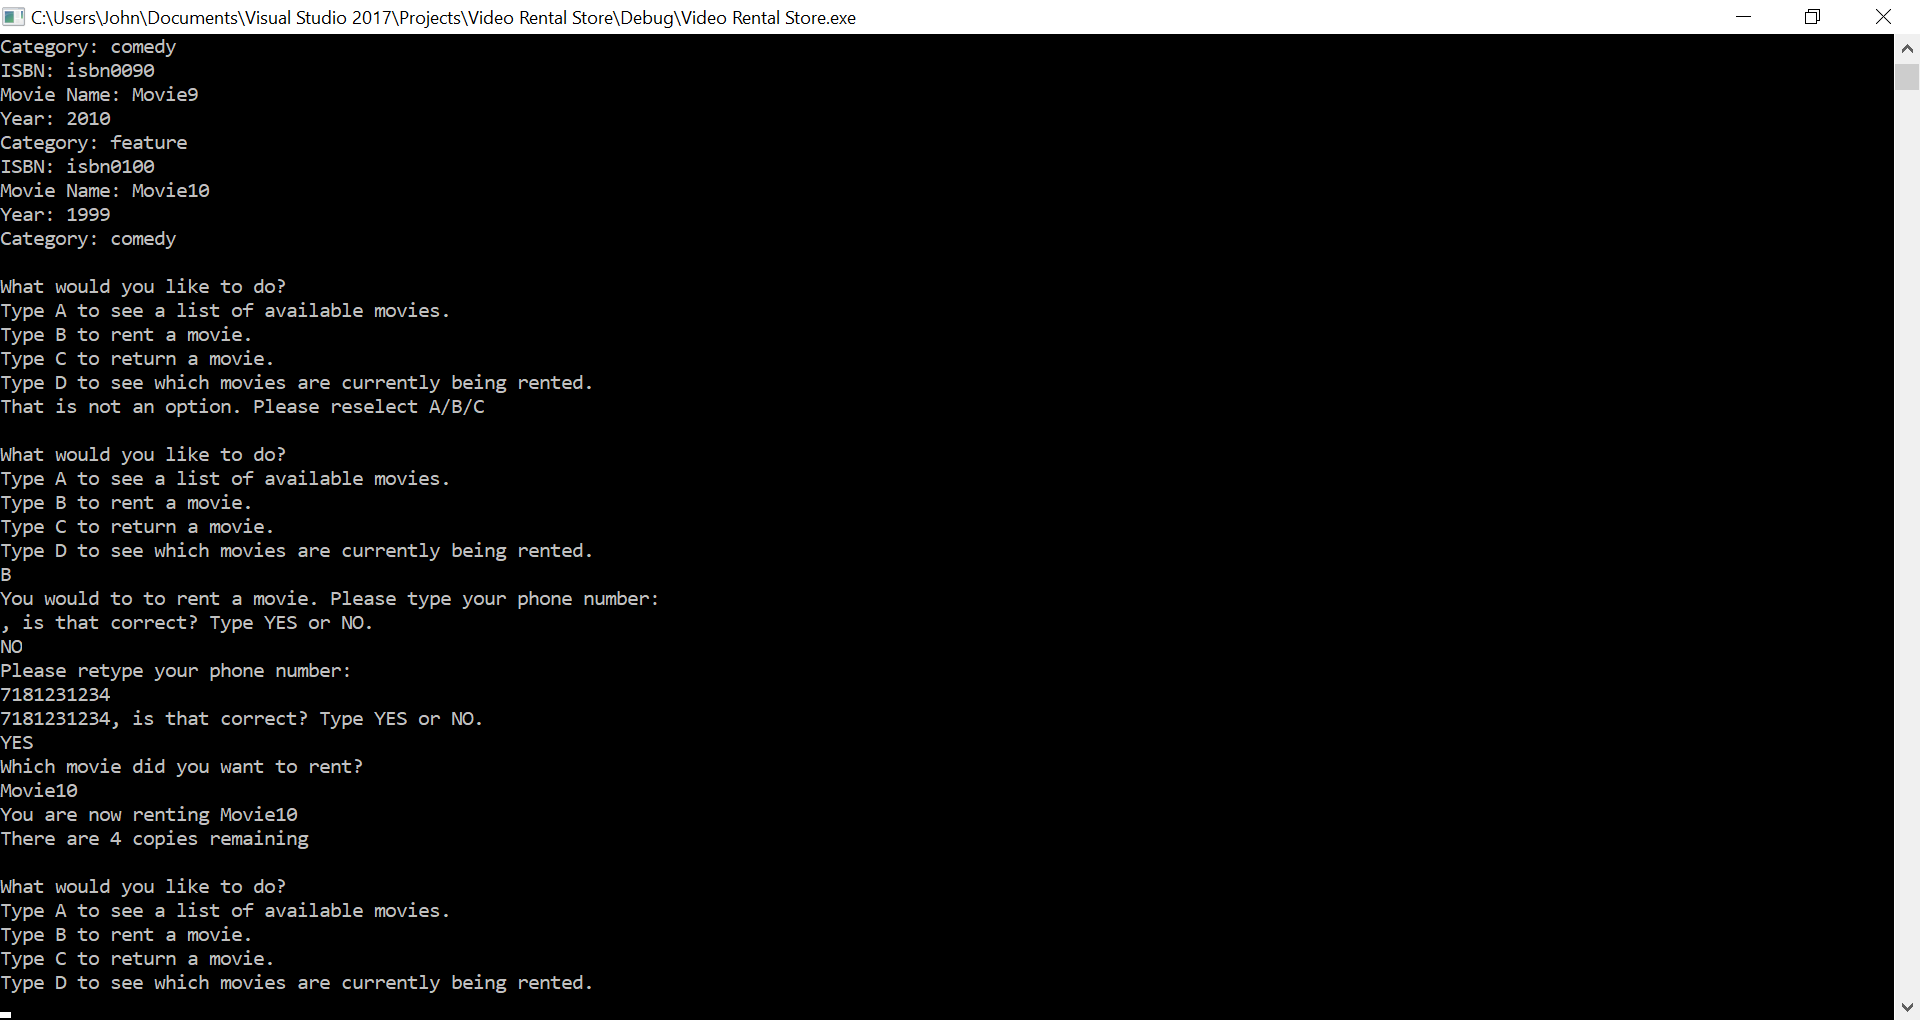 C:\Users\John\Documents\Visual Studio 2017\Projects\Video Rental Store\Debug\Video Rental Store.exe
Category: comedy
ISBN: isbn0090
Movie Name: Movie9
Year: 2010
Category: feature
ISBN: isbn0100
Movie Name: Movie10
Year: 1999
Category: comedy

What would you like to do?
Type A to see a list of available movies.
Type B to rent a movie.
Type C to return a movie.
Type D to see which movies are currently being rented.
That is not an option. Please reselect A/B/C

What would you like to do?
Type A to see a list of available movies.
Type B to rent a movie.
Type C to return a movie.
Type D to see which movies are currently being rented.
B
You would to to rent a movie. Please type your phone number:
, is that correct? Type YES or NO.
NO
Please retype your phone number:
7181231234
7181231234, is that correct? Type YES or NO.
YES
Which movie did you want to rent?
Movie10
You are now renting Movie10
There are 4 copies remaining

What would you like to do?
Type A to see a list of available movies.
Type B to rent a movie.
Type C to return a movie.
Type D to see which movies are currently being rented.